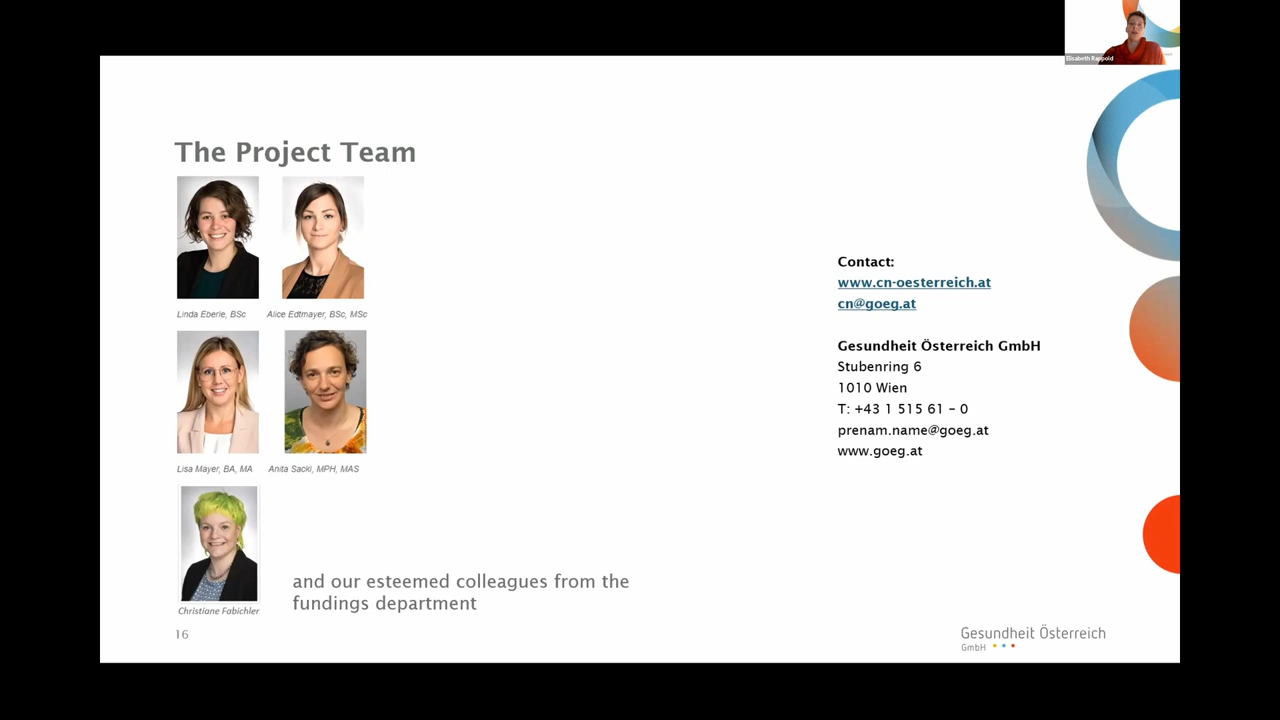 Elisabeth Rappold
The Project Team
Linda Eberle, BSc
Alice Edtmayer, BSc, MSc
Lisa Mayer, BA, MA
Anita Sackl, MPH, MAS
Christiane Fabichler
and our esteemed colleagues from the
fundings department
16
Contact:
www.cn-oesterreich.at
cn@goeg.at
Gesundheit Österreich GmbH
Stubenring 6
1010 Wien
T: +43 1 515 61 – 0
prenam.name@goeg.at
www.goeg.at
Gesundheit Österreich
GmbH